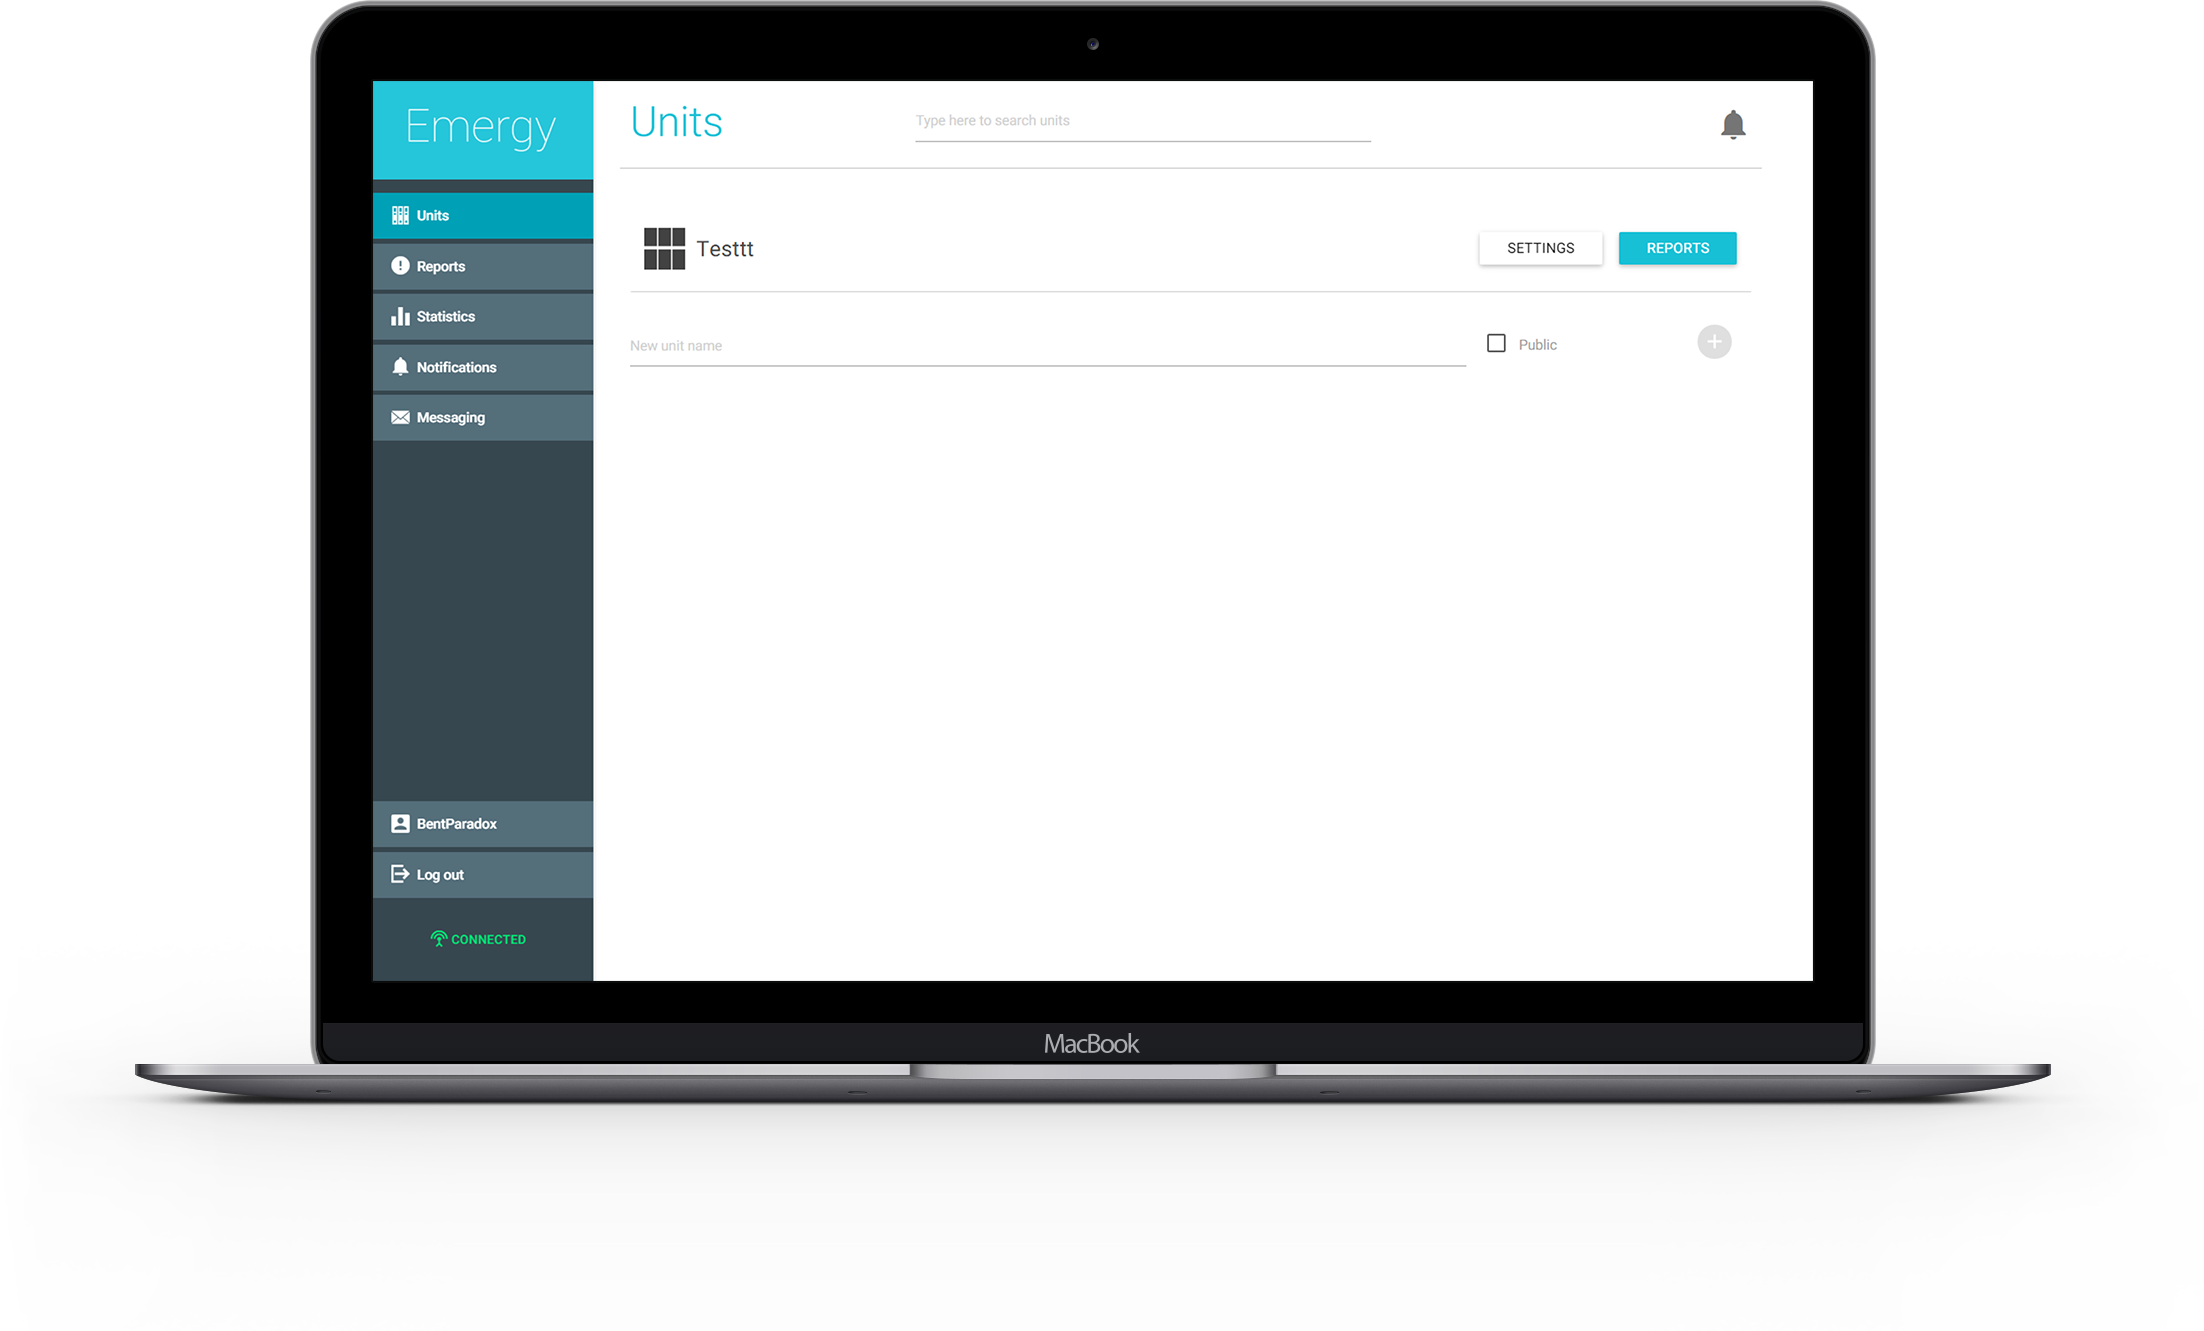 Emergy
Units
Reports
Statistics
Notifications
Messaging
BentParadox
Log out
CONNECTED
Units
Type here to search units
Testtt
SETTINGS
REPORTS
New unit name
Public
MacBook